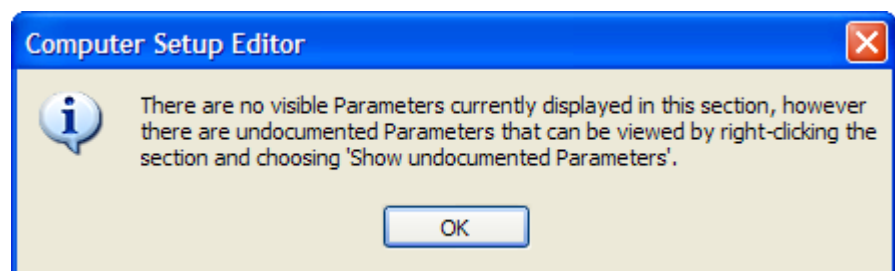 Computer Setup Editor
There are no visible Parameters currently displayed in this section, however
there are undocumented Parameters that can be viewed by right-clicking the
section and choosing 'Show undocumented Parameters'.
OK